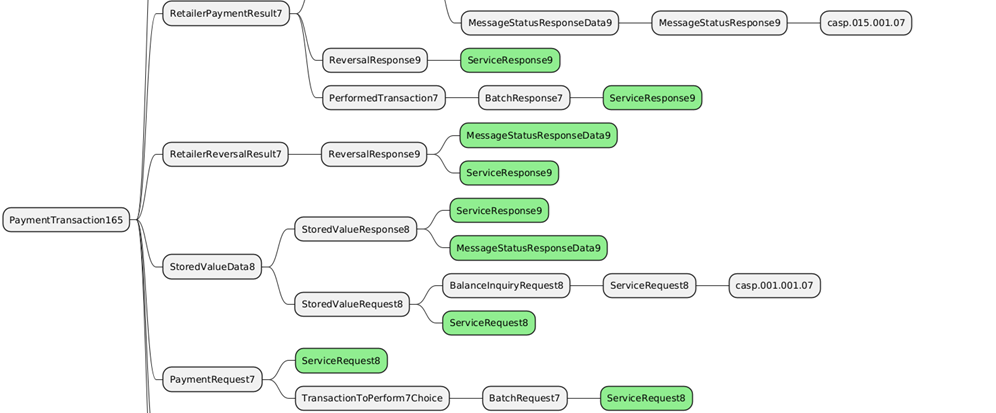 RetailerPaymentResult7
MessageStatusResponseData9
MessageStatusResponse9
casp.015.001.07
ReversalResponse9
ServiceResponse9
PerformedTransaction7
BatchResponse7
ServiceResponse9
RetailerReversalResult7
ReversalResponse9
MessageStatusResponseData9
ServiceResponse9
PaymentTransaction165
StoredValueData8
StoredValueResponse8
ServiceResponse9
MessageStatusResponseData9
StoredValueRequest8
BalanceInquiryRequest8
ServiceRequest8
casp.001.001.07
ServiceRequest8
PaymentRequest7
ServiceRequest8
TransactionToPerform7Choice
BatchRequest7
ServiceRequest8